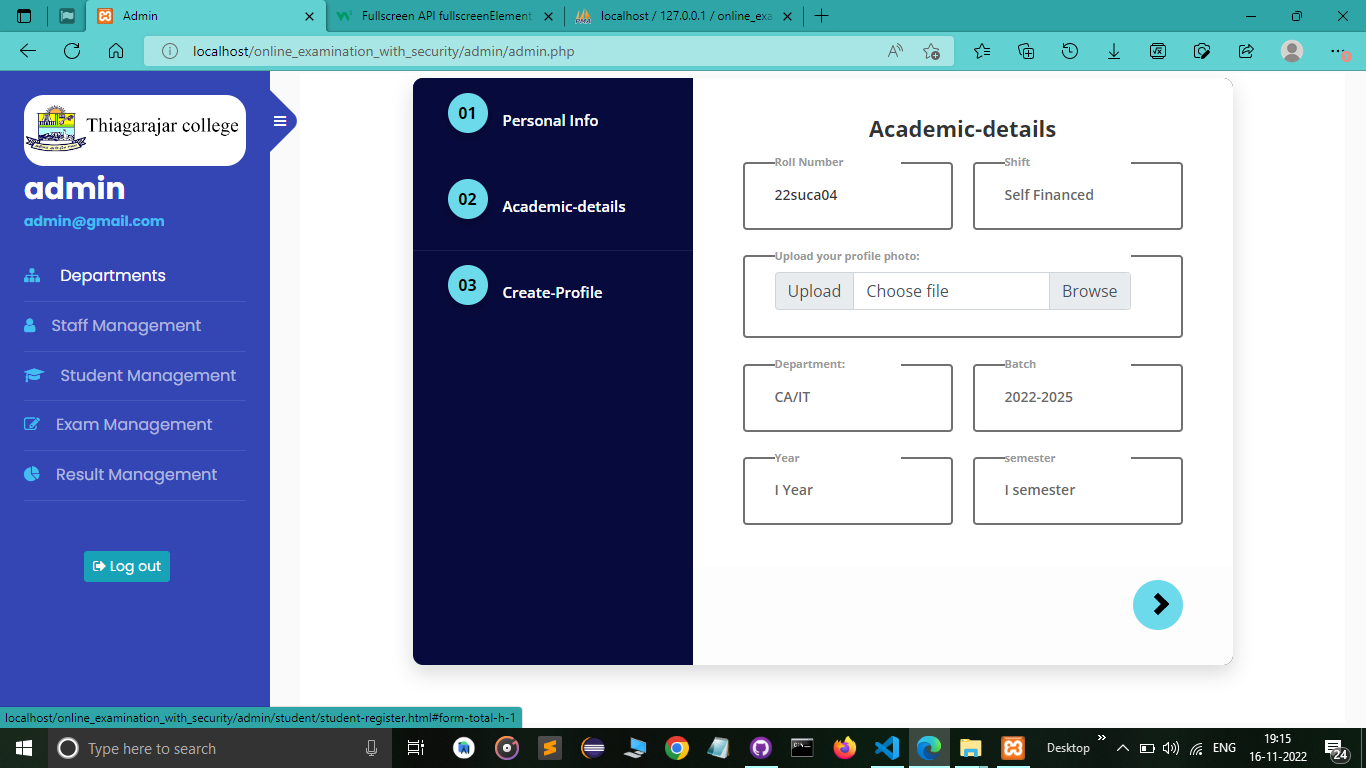 Admin
Fullscreen API fullscreenElement
localhost / 127.0.0.1 / online_exa
localhost/online_examination_with_security/admin/admin.php
Thiagarajar college
admin
admin@gmail.com
Departments
Staff Management
Student Management
Exam Management
Result Management
Log out
01 Personal Info
02 Academic-details
03 Create-Profile
Academic-details
Roll Number
22suca04
Shift
Self Financed
Upload your profile photo:
Upload Choose file Browse
Department:
CA/IT
Batch
2022-2025
Year
I Year
semester
I semester
localhost/online_examination_with_security/admin/student/student-register.html#form-total-h-1
Type here to search
Desktop
ENG
19:15
16-11-2022
24